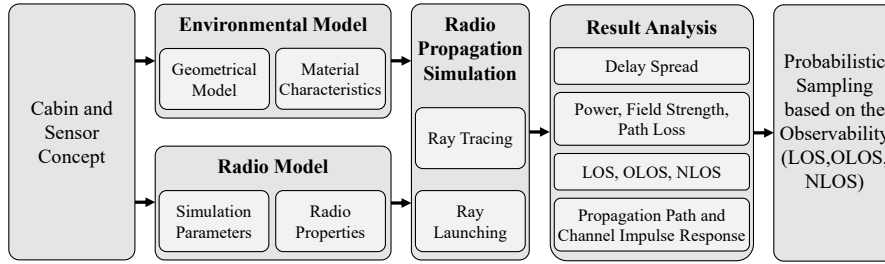 Cabin and
Sensor
Concept
Environmental Model
Geometrical
Model
Material
Characteristics
Radio Model
Simulation
Parameters
Radio
Properties
Radio
Propagation
Simulation
Ray Tracing
Ray
Launching
Result Analysis
Delay Spread
Power, Field Strength,
Path Loss
LOS, OLOS, NLOS
Propagation Path and
Channel Impulse Response
Probabilistic
Sampling
based on the
Observability
(LOS,OLOS,
NLOS)